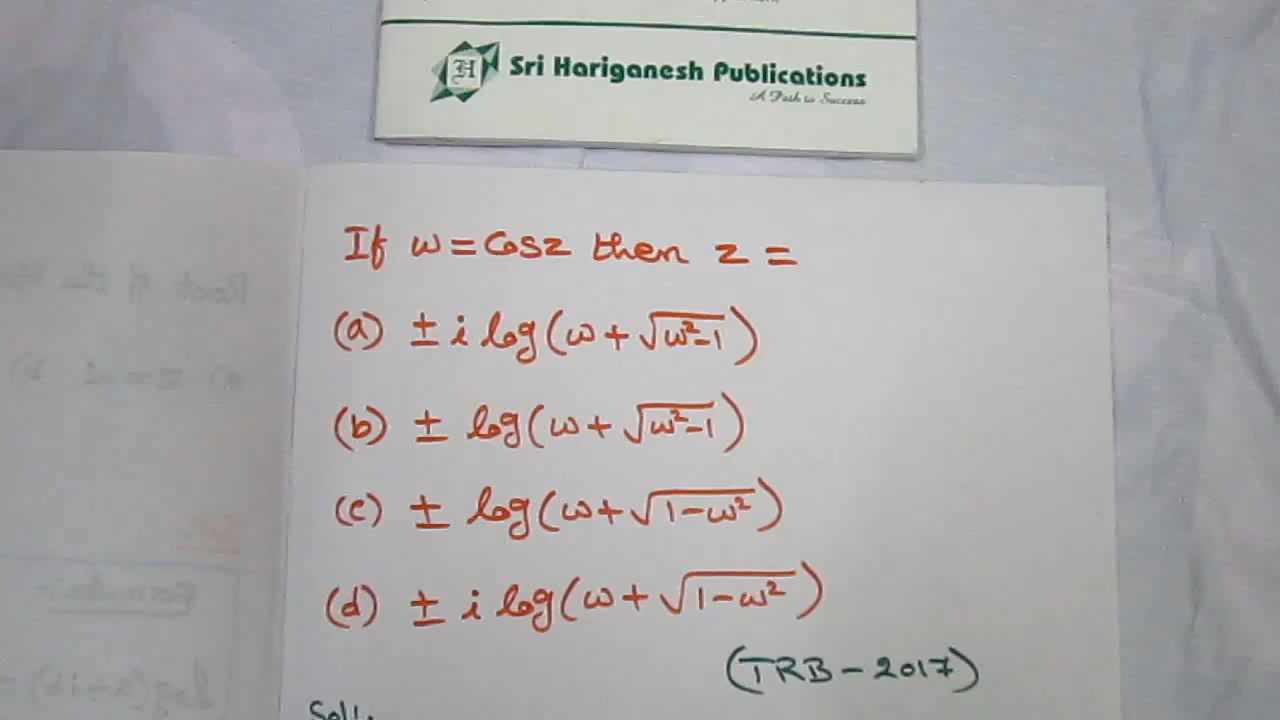 Sri Hariganesh Publications
A Path to Success
If ω = Cosz then z =
(a) ± i log(ω + √ω²-1)
(b) ± log(ω + √ω²-1)
(c) ± log(ω + √1-ω²)
(d) ± i log(ω + √1-ω²)
(TRB - 2017)